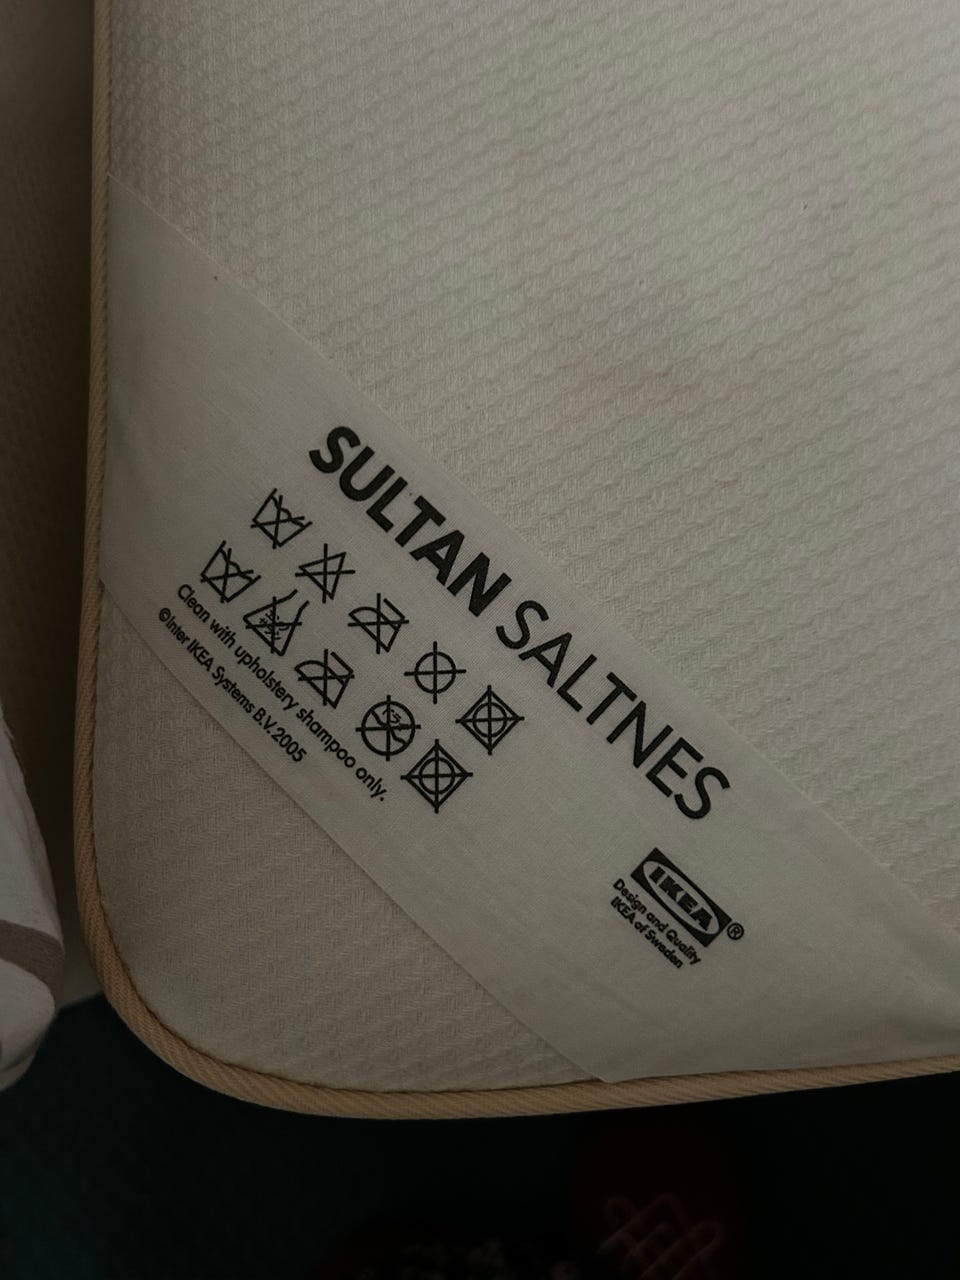 SULTAN SALTNES
Clean with upholstery shampoo only.
©Inter IKEA Systems B.V. 2005
IKEA®
Design and Quality
IKEA of Sweden